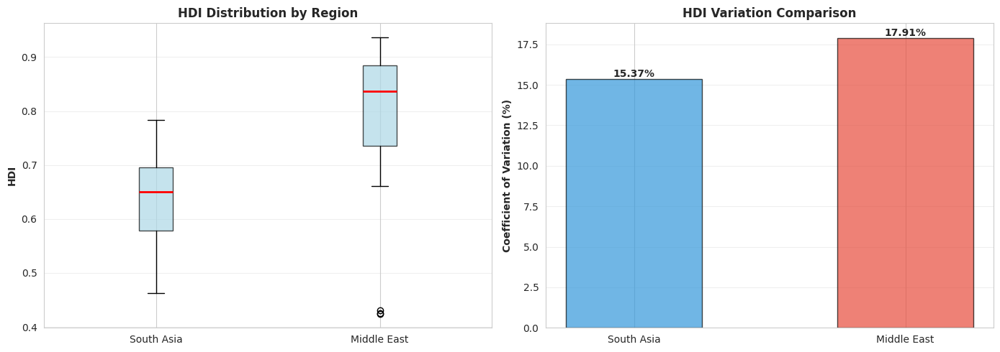 HDI Distribution by Region
HDI
0.9
0.8
0.7
0.6
0.5
0.4
South Asia
Middle East
HDI Variation Comparison
Coefficient of Variation (%)
17.5
15.0
12.5
10.0
7.5
5.0
2.5
0.0
15.37%
17.91%
South Asia
Middle East